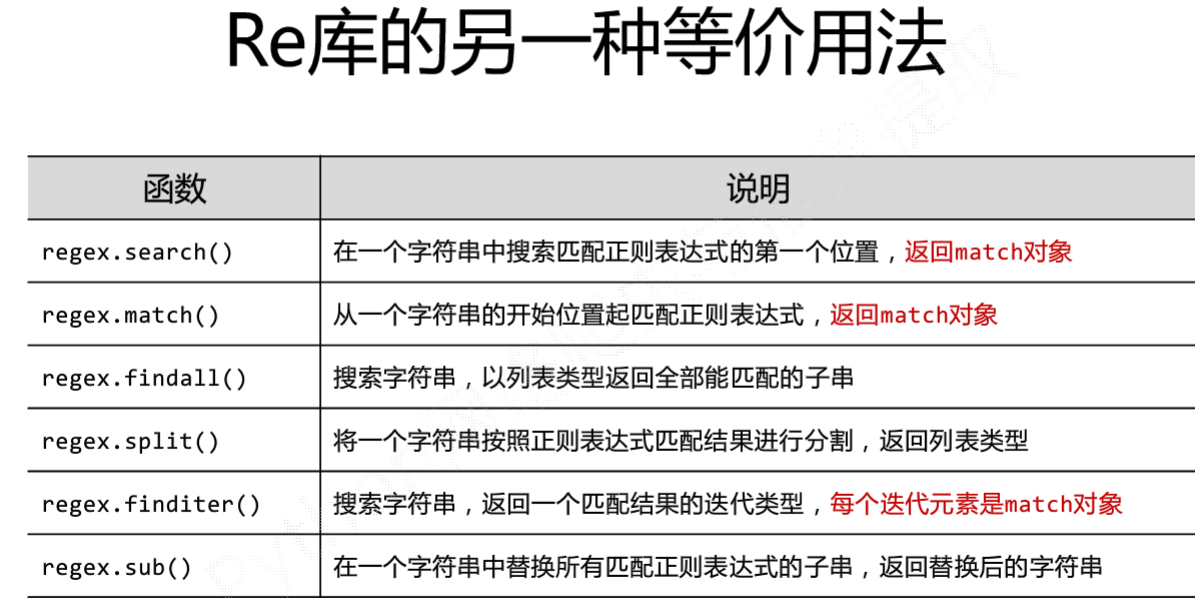 Re库的另一种等价用法
函数 说明
regex.search() 在一个字符串中搜索匹配正则表达式的第一个位置，返回match对象
regex.match() 从一个字符串的开始位置起匹配正则表达式，返回match对象
regex.findall() 搜索字符串，以列表类型返回全部能匹配的子串
regex.split() 将一个字符串按照正则表达式匹配结果进行分割，返回列表类型
regex.finditer() 搜索字符串，返回一个匹配结果的迭代类型，每个迭代元素是match对象
regex.sub() 在一个字符串中替换所有匹配正则表达式的子串，返回替换后的字符串